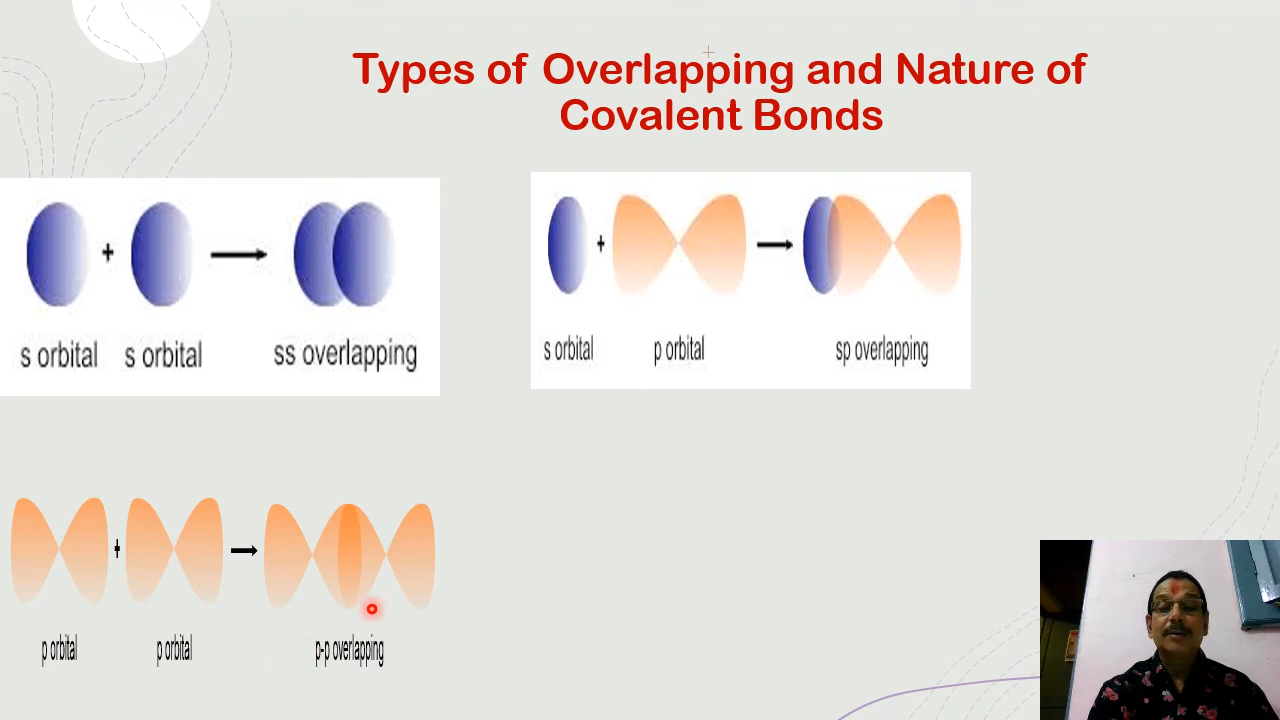 Types of Overlapping and Nature of
Covalent Bonds
+
s orbital s orbital ss overlapping
+
s orbital p orbital sp overlapping
+
p orbital p orbital p-p overlapping